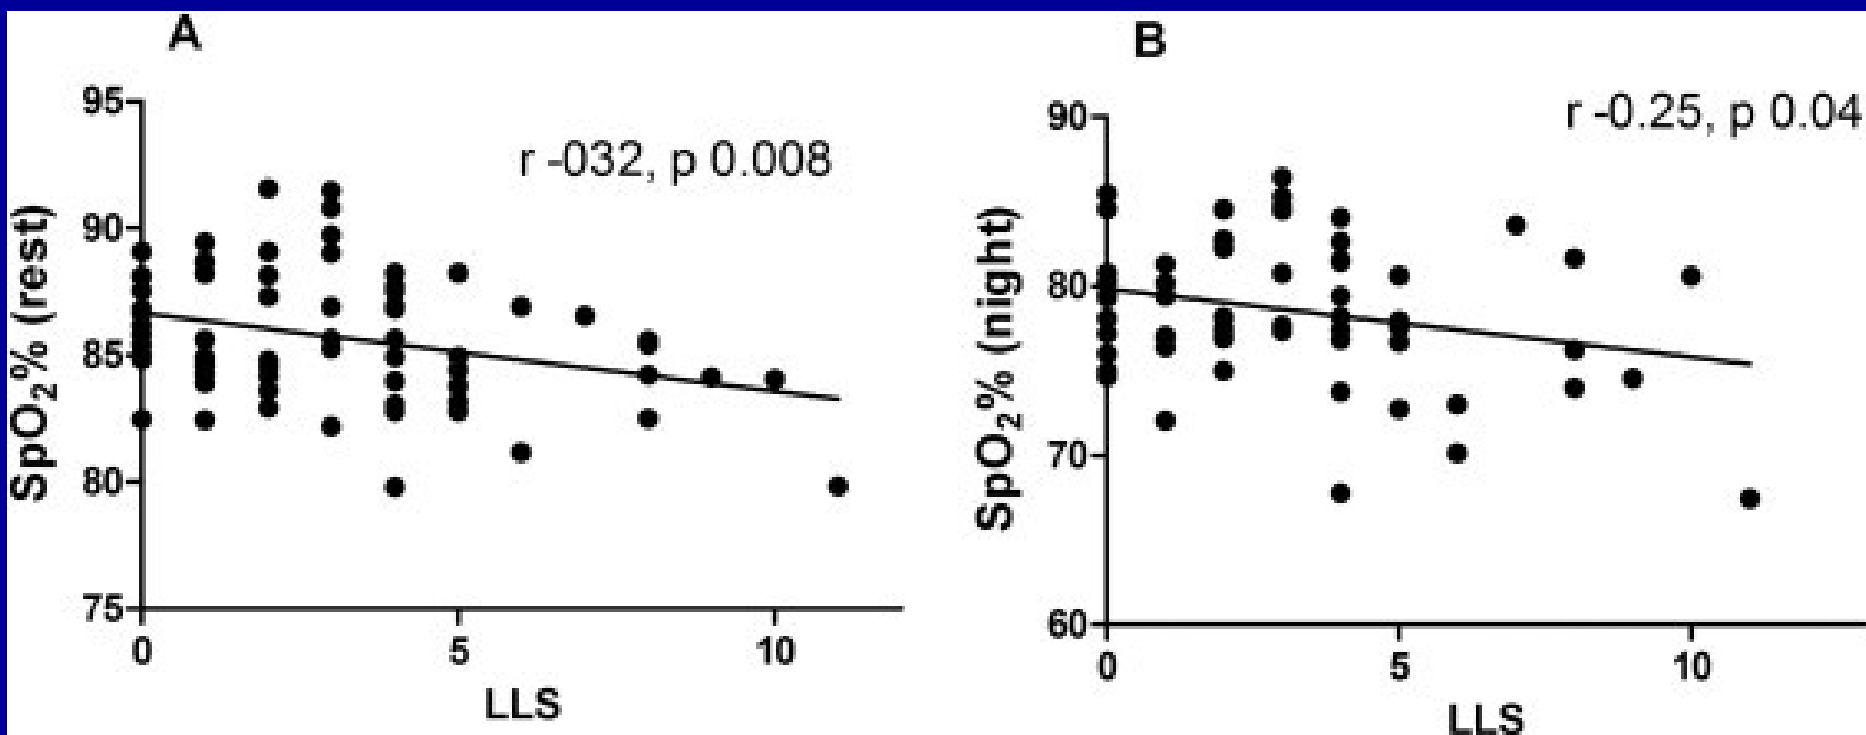 A
r -032, p 0.008
SpO2% (rest)
95
90
85
80
75
0 5 10
LLS
B
r -0.25, p 0.04
SpO2% (night)
90
80
70
60
0 5 10
LLS